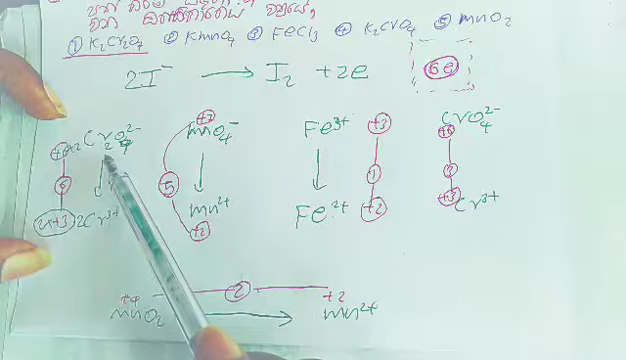 ① K₂Cr₂O₇ ② KmnO₄ ③ FeCl₃ ④ K₂CrO₄ ⑤ mnO₂
2I⁻ → I₂ + 2e 6e
Cr₂O₇²⁻ mnO₄⁻ Fe³⁺ CrO₄²⁻
+7 +3 +6
6 5 1 3
2x+3 2Cr³⁺ mn²⁺ Fe²⁺ Cr³⁺
+2 +2 +3
2
+4 +2
mnO₂ → mn²⁺